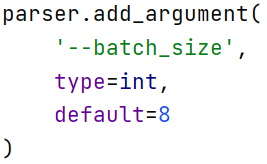 parser.add_argument(
    '--batch_size',
    type=int,
    default=8
)